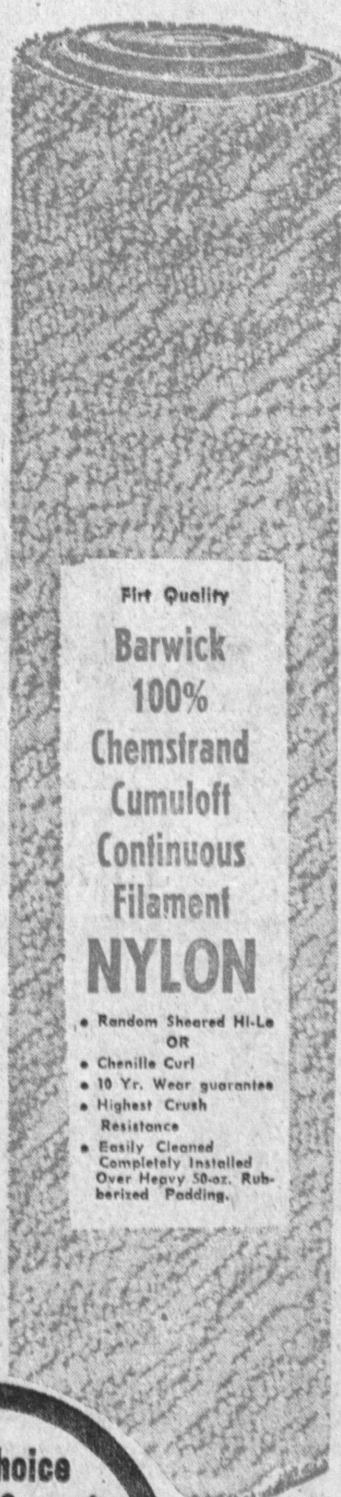 Firt Quality
Barwick
100%
Chemstrand
Cumuloft
Continuous
Filament
NYLON
• Random Sheared Hi-Lo
OR
• Chenille Curl
• 10 Yr. Wear guarantee
• Highest Crush
Resistance
• Easily Cleaned
Completely Installed
Over Heavy 50-oz. Rub-
berized Padding.
hoice